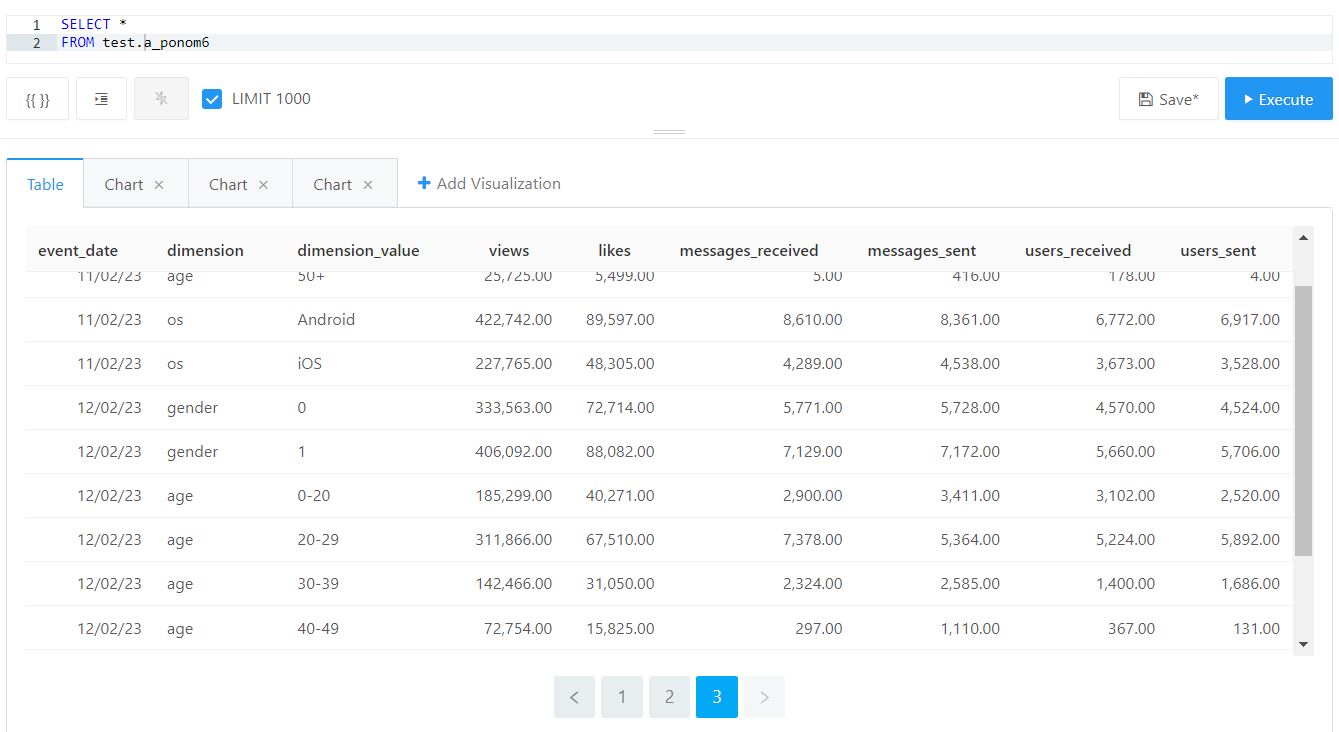 1 SELECT *
2 FROM test.a_ponom6
{{ }} LIMIT 1000 Save* Execute
Table Chart × Chart × Chart × + Add Visualization
event_date dimension dimension_value views likes messages_received messages_sent users_received users_sent
11/02/23 age 50+ 25,725.00 5,499.00 5.00 416.00 178.00 4.00
11/02/23 os Android 422,742.00 89,597.00 8,610.00 8,361.00 6,772.00 6,917.00
11/02/23 os iOS 227,765.00 48,305.00 4,289.00 4,538.00 3,673.00 3,528.00
12/02/23 gender 0 333,563.00 72,714.00 5,771.00 5,728.00 4,570.00 4,524.00
12/02/23 gender 1 406,092.00 88,082.00 7,129.00 7,172.00 5,660.00 5,706.00
12/02/23 age 0-20 185,299.00 40,271.00 2,900.00 3,411.00 3,102.00 2,520.00
12/02/23 age 20-29 311,866.00 67,510.00 7,378.00 5,364.00 5,224.00 5,892.00
12/02/23 age 30-39 142,466.00 31,050.00 2,324.00 2,585.00 1,400.00 1,686.00
12/02/23 age 40-49 72,754.00 15,825.00 297.00 1,110.00 367.00 131.00
< 1 2 3 >